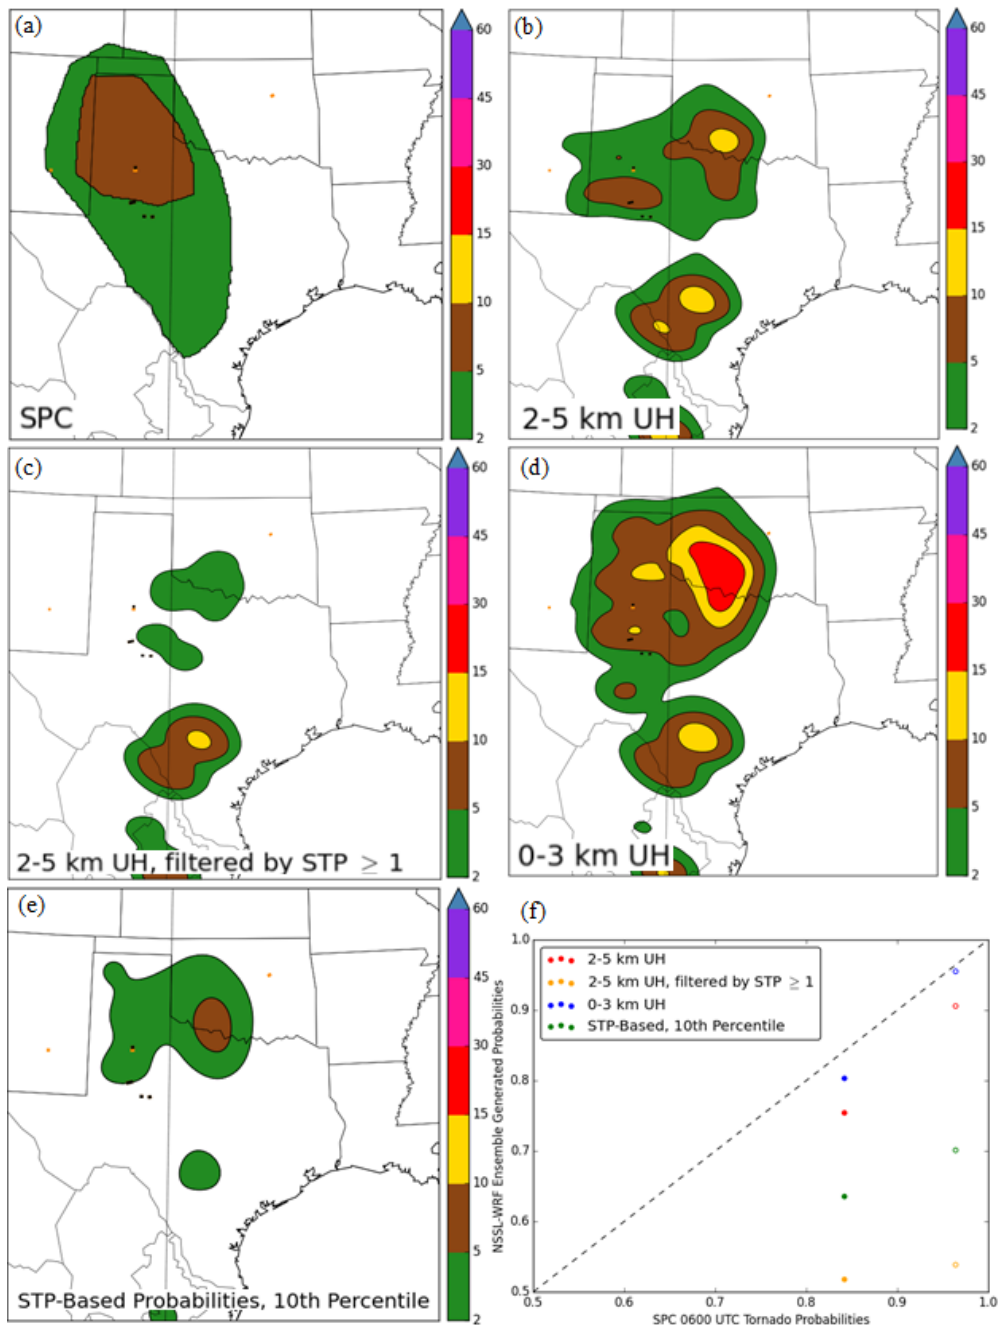 (a)
60
45
30
15
10
5
2
SPC
(b)
60
45
30
15
10
5
2
2-5 km UH
(c)
60
45
30
15
10
5
2
2-5 km UH, filtered by STP ≥ 1
(d)
60
45
30
15
10
5
2
0-3 km UH
(e)
60
45
30
15
10
5
2
STP-Based Probabilities, 10th Percentile
(f)
1.0
0.9
0.8
0.7
0.6
0.5
NSSL-WRF Ensemble Generated Probabilities
2-5 km UH
2-5 km UH, filtered by STP ≥ 1
0-3 km UH
STP-Based, 10th Percentile
0.5 0.6 0.7 0.8 0.9 1.0
SPC 0600 UTC Tornado Probabilities